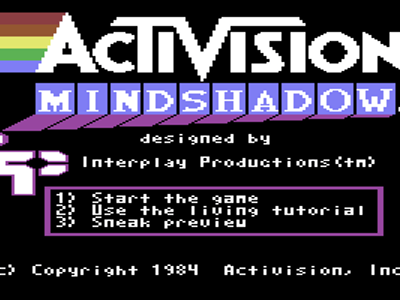 ACTIVISION
MINDSHADOW
designed by
Interplay Productions(tm)
1) Start the game
2) Use the living tutorial
3) Sneak preview
c) Copyright 1984 Activision, Inc